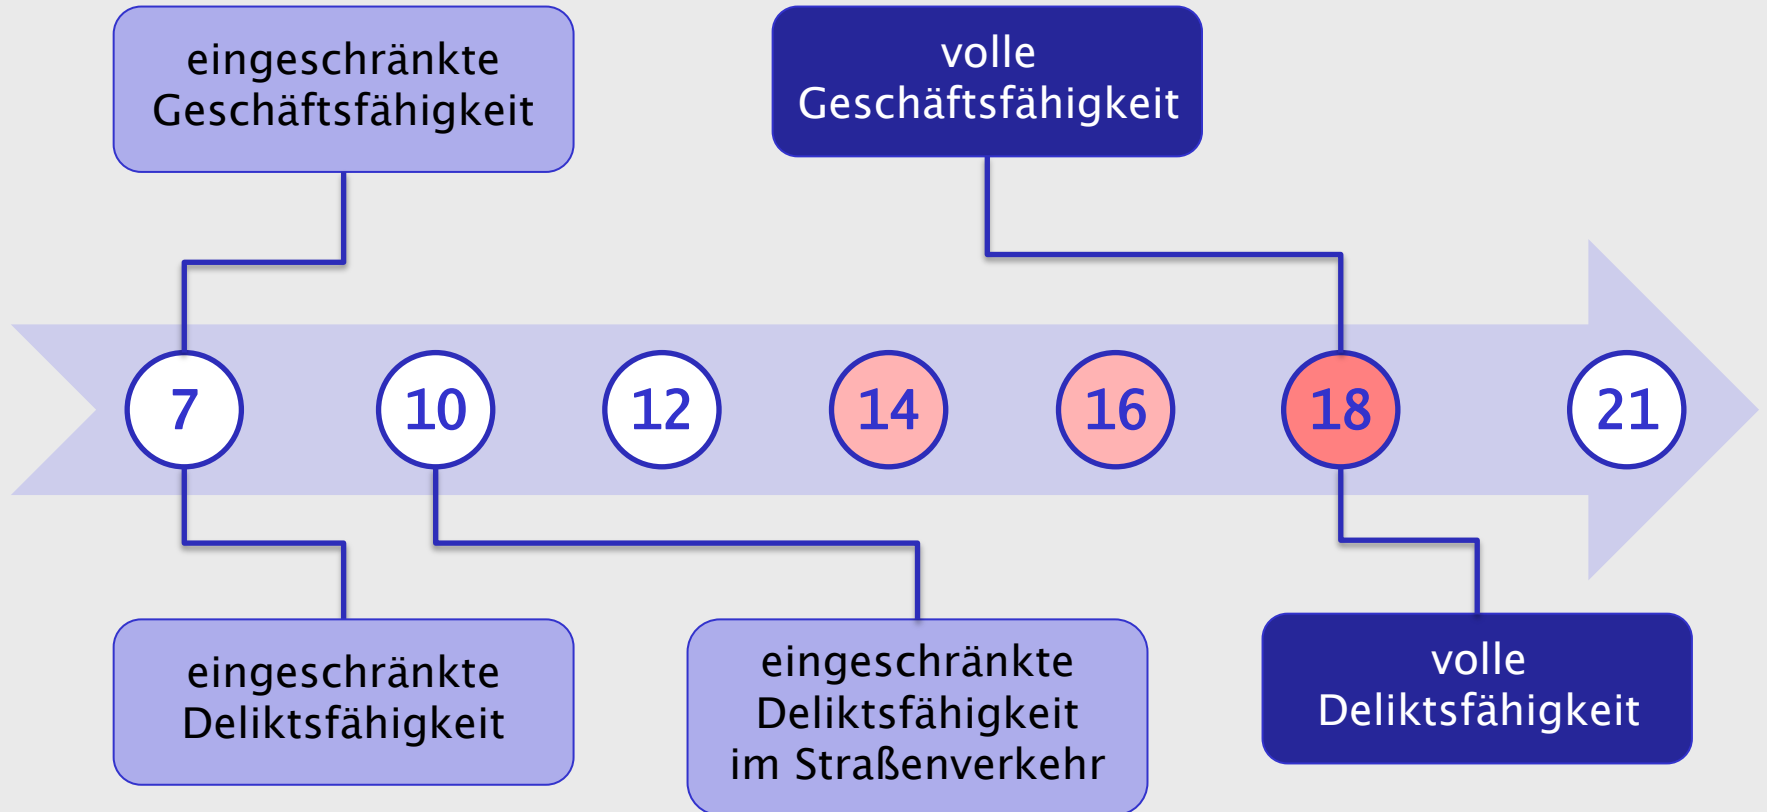 eingeschränkte
Geschäftsfähigkeit
volle
Geschäftsfähigkeit
7
10
12
14
16
18
21
eingeschränkte
Deliktsfähigkeit
eingeschränkte
Deliktsfähigkeit
im Straßenverkehr
volle
Deliktsfähigkeit